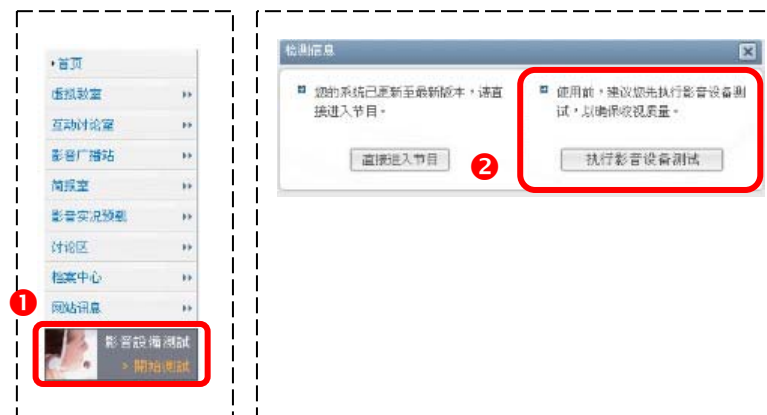 首页
虚拟教室
互动讨论室
影音广播站
简报室
影音实况预览
讨论区
档案中心
网站讯息
1
影音設備測試
> 開始測試
检测信息
您的系统已更新至最新版本，请直
接进入节目。
直接进入节目
2
使用前，建议您先执行影音设备测
试，以确保收视质量。
执行影音设备测试